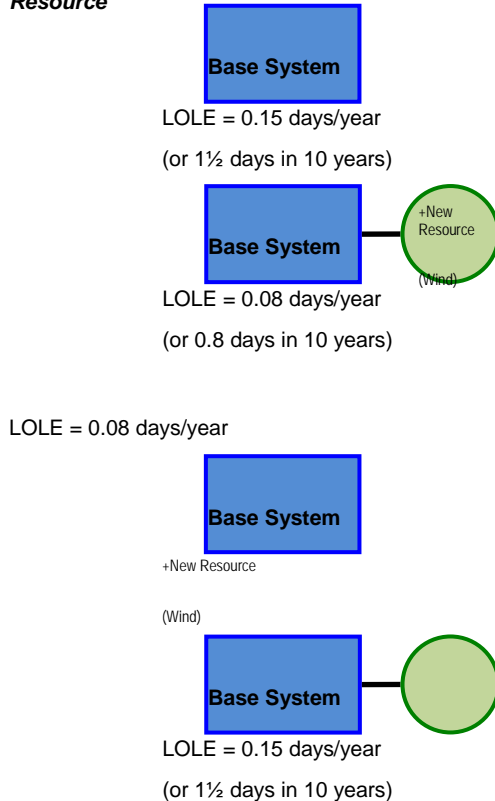 Resource
Base System
LOLE = 0.15 days/year
(or 1½ days in 10 years)
+New
Resource
(Wind)
Base System
LOLE = 0.08 days/year
(or 0.8 days in 10 years)
LOLE = 0.08 days/year
Base System
+New Resource
(Wind)
Base System
LOLE = 0.15 days/year
(or 1½ days in 10 years)